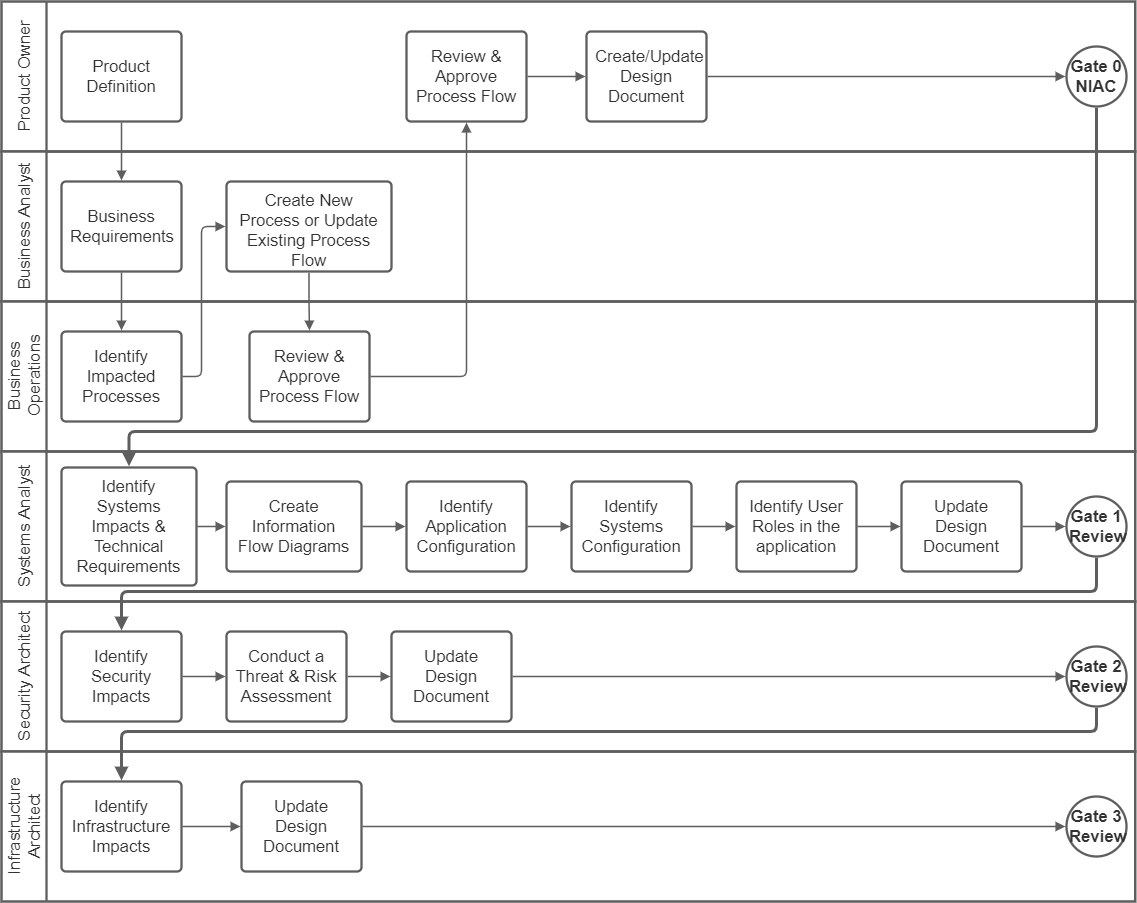 Product Owner
Product
Definition
Review &
Approve
Process Flow
Create/Update
Design
Document
Gate 0
NIAC
Business Analyst
Business
Requirements
Create New
Process or Update
Existing Process
Flow
Business
Operations
Identify
Impacted
Processes
Review &
Approve
Process Flow
Systems Analyst
Identify
Systems
Impacts &
Technical
Requirements
Create
Information
Flow Diagrams
Identify
Application
Configuration
Identify
Systems
Configuration
Identify User
Roles in the
application
Update
Design
Document
Gate 1
Review
Security Architect
Identify
Security
Impacts
Conduct a
Threat & Risk
Assessment
Update
Design
Document
Gate 2
Review
Infrastructure
Architect
Identify
Infrastructure
Impacts
Update
Design
Document
Gate 3
Review